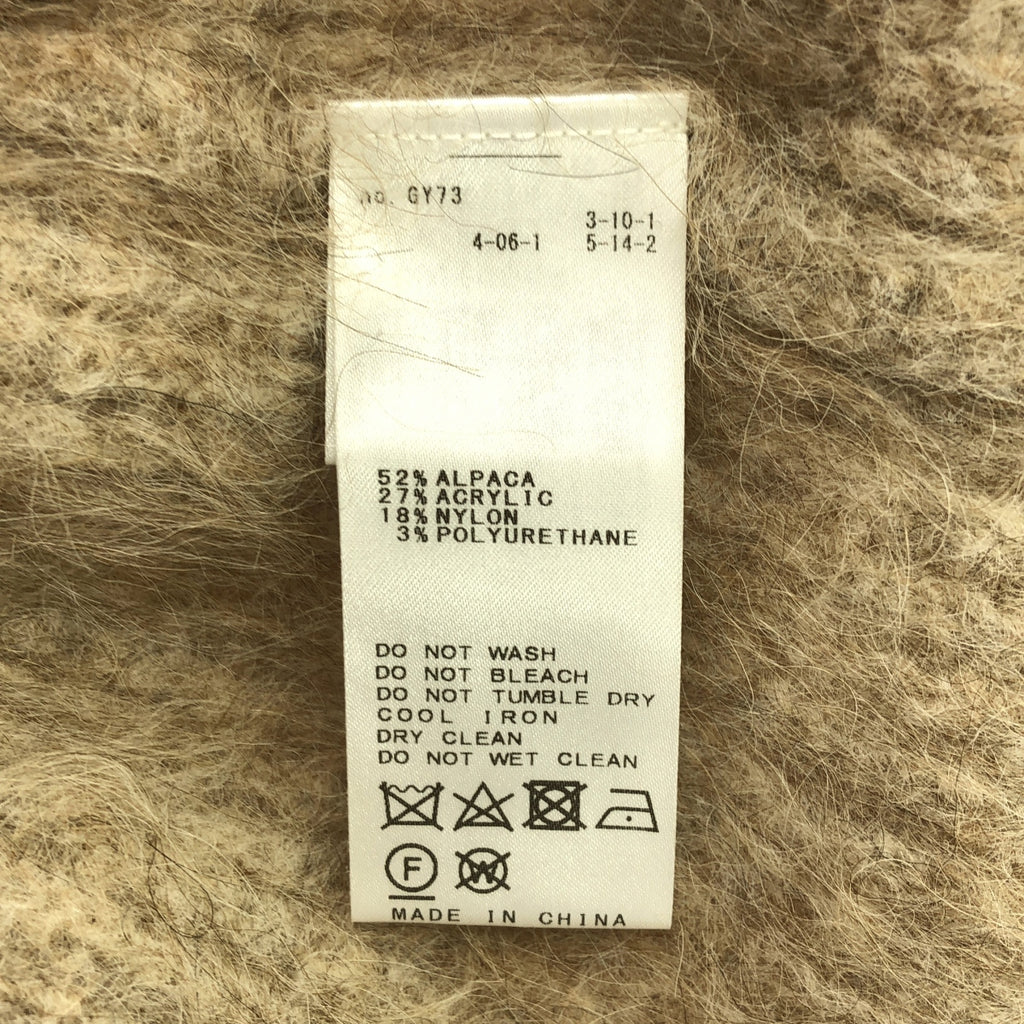 no. GY73
3-10-1
4-06-1 5-14-2
52% ALPACA
27% ACRYLIC
18% NYLON
3% POLYURETHANE
DO NOT WASH
DO NOT BLEACH
DO NOT TUMBLE DRY
COOL IRON
DRY CLEAN
DO NOT WET CLEAN
F W
MADE IN CHINA